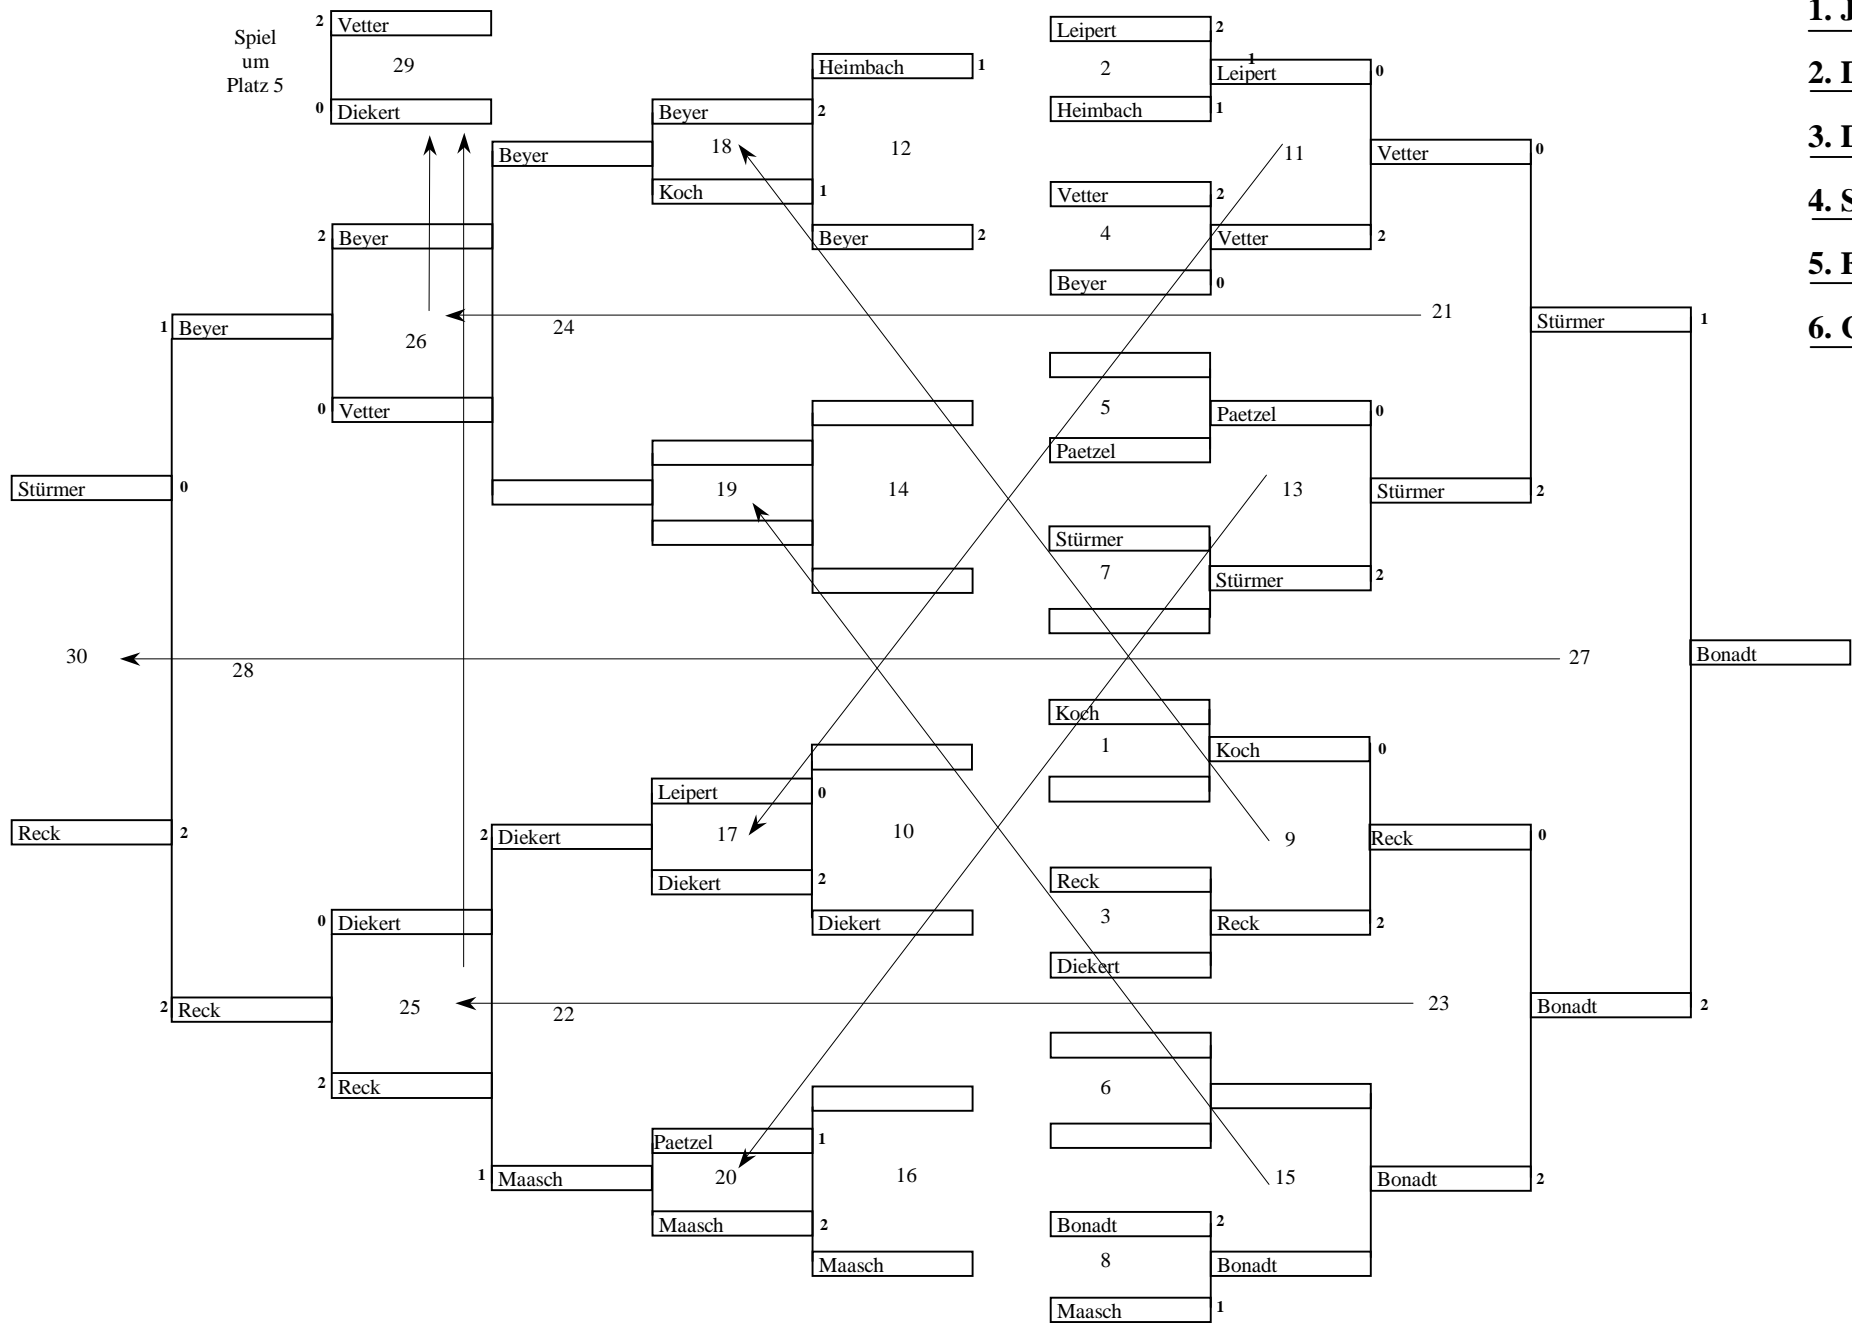 2 Vetter
Spiel
um
Platz 5
29
0 Diekert
Beyer
2 Beyer
26
24
0 Vetter
1 Beyer
Stürmer 0
30
28
Reck 2
2 Reck
0 Diekert
25
22
2 Reck
2 Diekert
1 Maasch
Heimbach 1
Beyer 2
18
12
Koch 1
Beyer 2
19
14
Leipert 0
17
10
Diekert 2
Diekert
Paetzel 1
20
16
Maasch 2
Maasch
Leipert 2
2
Heimbach 1
1
Leipert 0
11
Vetter 2
4
Vetter 2
Beyer 0
Vetter 0
21
5
Paetzel
Paetzel 0
13
Stürmer
7
Stürmer 2
Stürmer 2
Stürmer 1
27
Bonadt
Koch
1
Koch 0
9
Reck
3
Reck 2
Diekert
Reck 0
23
Bonadt 2
6
15
Bonadt 2
Bonadt 2
8
Bonadt
Maasch 1
1. J
2.
3.
4. S
5.
6.